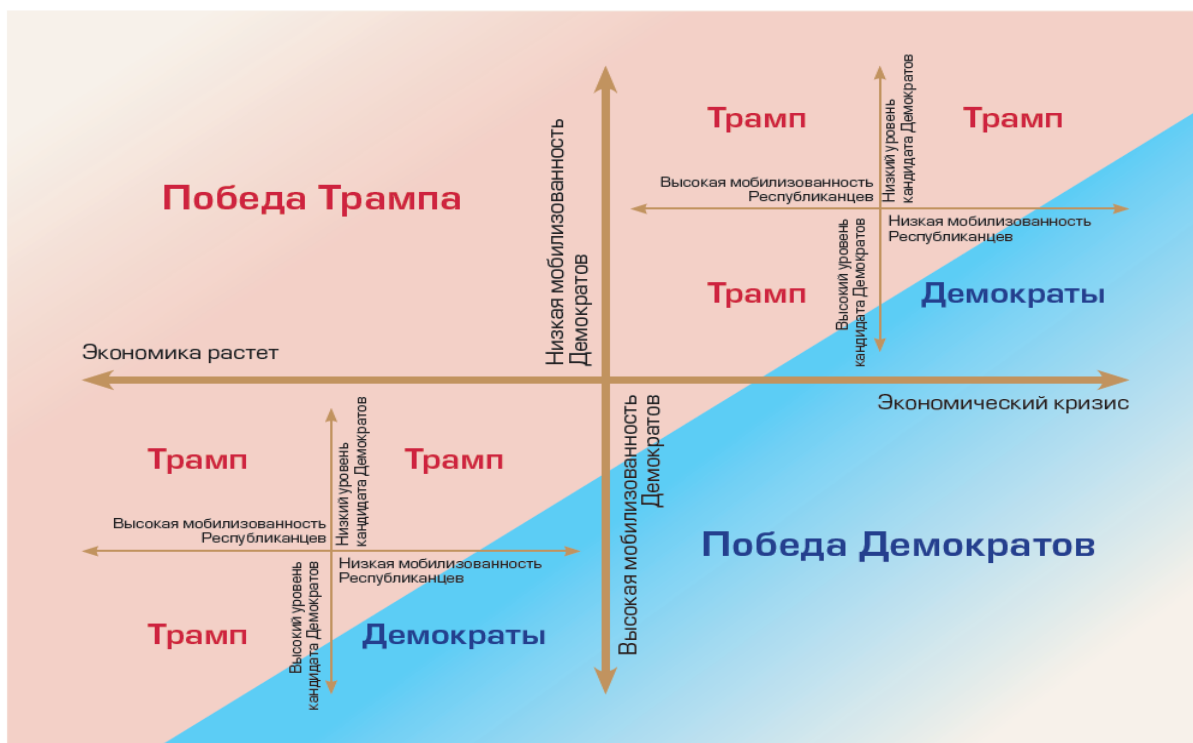 Победа Трампа
Экономика растет
Низкая мобилизованность
Демократов
Трамп
Трамп
Высокая мобилизованность
Республиканцев
Низкий уровень
кандидата Демократов
Низкая мобилизованность
Республиканцев
Высокий уровень
кандидата Демократов
Трамп
Демократы
Экономический кризис
Трамп
Трамп
Высокая мобилизованность
Республиканцев
Низкий уровень
кандидата Демократов
Низкая мобилизованность
Республиканцев
Высокий уровень
кандидата Демократов
Трамп
Демократы
Высокая мобилизованность
Демократов
Победа Демократов